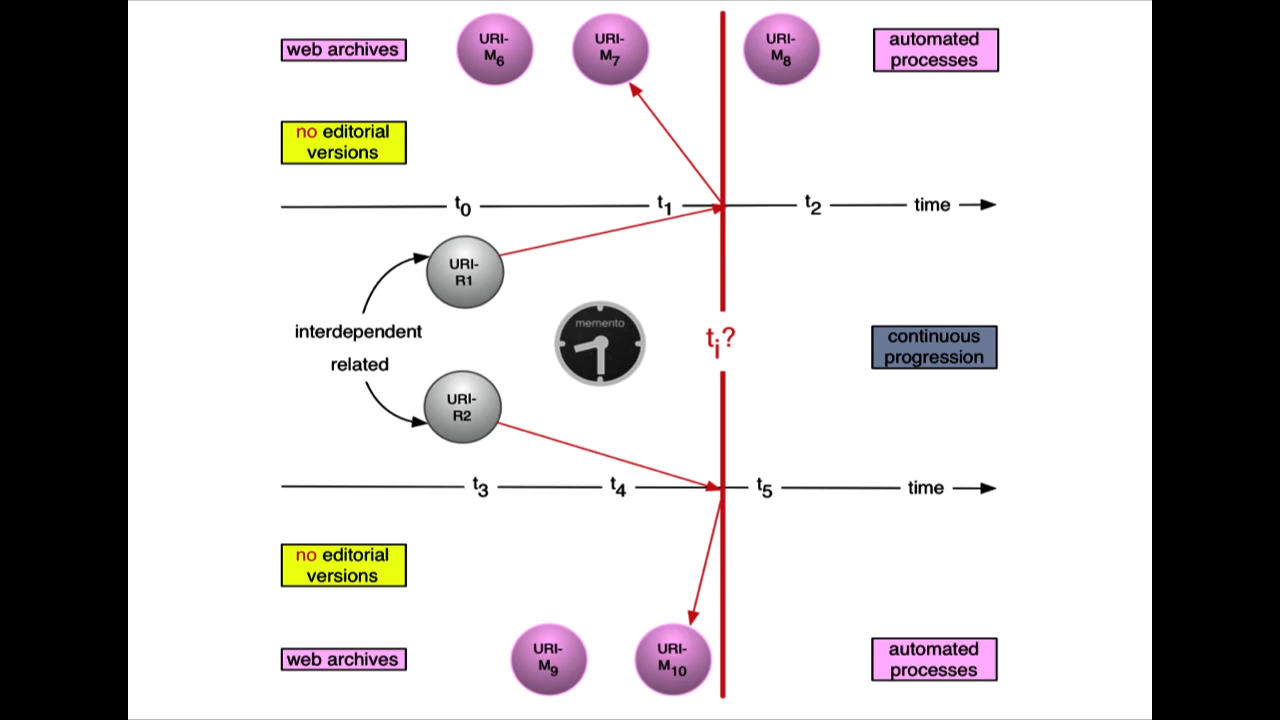 web archives
URI-
M6
URI-
M7
URI-
M8
automated
processes
no editorial
versions
t0
t1
t2
time
URI-
R1
interdependent
related
memento
ti?
continuous
progression
URI-
R2
t3
t4
t5
time
no editorial
versions
web archives
URI-
M9
URI-
M10
automated
processes